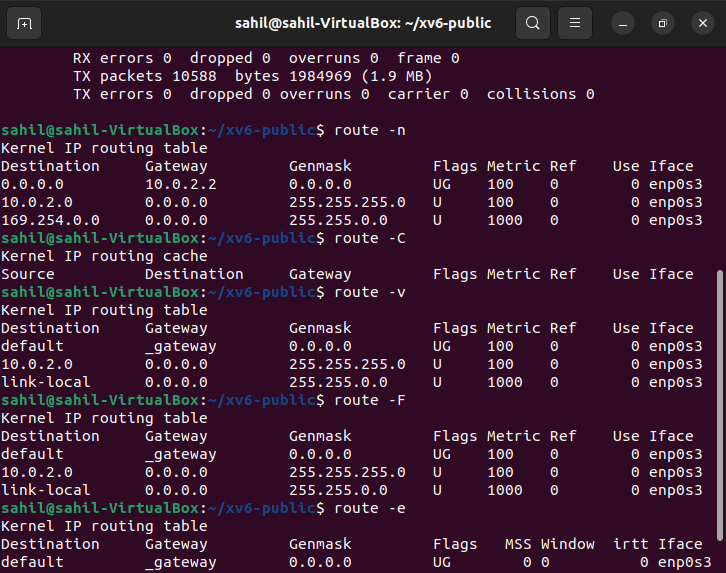 sahil@sahil-VirtualBox: ~/xv6-public
RX errors 0  dropped 0  overruns 0  frame 0
TX packets 10588  bytes 1984969 (1.9 MB)
TX errors 0  dropped 0 overruns 0  carrier 0  collisions 0
sahil@sahil-VirtualBox:~/xv6-public$ route -n
Kernel IP routing table
Destination     Gateway         Genmask         Flags Metric Ref    Use Iface
0.0.0.0         10.0.2.2        0.0.0.0         UG    100    0        0 enp0s3
10.0.2.0        0.0.0.0         255.255.255.0   U     100    0        0 enp0s3
169.254.0.0     0.0.0.0         255.255.0.0     U     1000   0        0 enp0s3
sahil@sahil-VirtualBox:~/xv6-public$ route -C
Kernel IP routing cache
Source          Destination     Gateway         Flags Metric Ref    Use Iface
sahil@sahil-VirtualBox:~/xv6-public$ route -v
Kernel IP routing table
Destination     Gateway         Genmask         Flags Metric Ref    Use Iface
default         _gateway        0.0.0.0         UG    100    0        0 enp0s3
10.0.2.0        0.0.0.0         255.255.255.0   U     100    0        0 enp0s3
link-local      0.0.0.0         255.255.0.0     U     1000   0        0 enp0s3
sahil@sahil-VirtualBox:~/xv6-public$ route -F
Kernel IP routing table
Destination     Gateway         Genmask         Flags Metric Ref    Use Iface
default         _gateway        0.0.0.0         UG    100    0        0 enp0s3
10.0.2.0        0.0.0.0         255.255.255.0   U     100    0        0 enp0s3
link-local      0.0.0.0         255.255.0.0     U     1000   0        0 enp0s3
sahil@sahil-VirtualBox:~/xv6-public$ route -e
Kernel IP routing table
Destination     Gateway         Genmask         Flags   MSS Window  irtt Iface
default         _gateway        0.0.0.0         UG        0 0          0 enp0s3